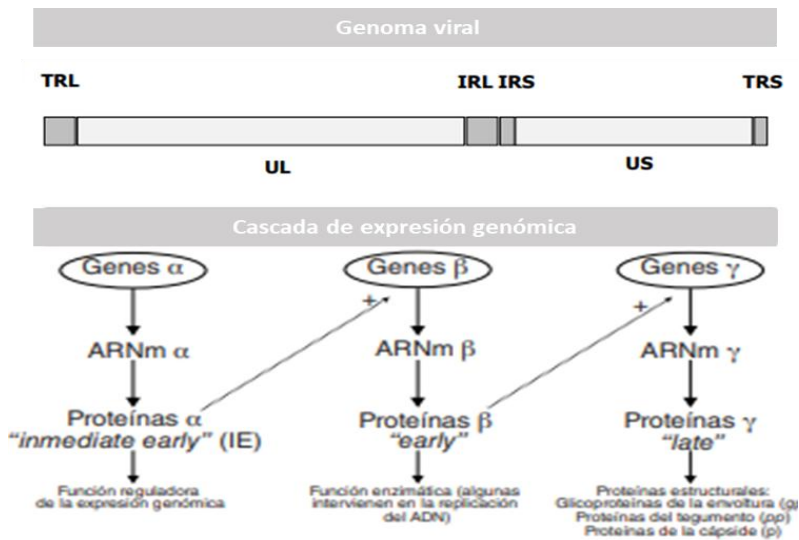 Genoma viral
TRL IRL IRS TRS
UL US
Cascada de expresión genómica
Genes α Genes β Genes γ
+ +
ARNm α ARNm β ARNm γ
Proteínas α Proteínas β Proteínas γ
“inmediate early” (IE) “early” “late”
Función reguladora
de la expresión genómica
Función enzimática (algunas
intervienen en la replicación
del ADN)
Proteínas estructurales:
Glicoproteinas de la envoltura (g
Proteínas del tegumento (pp)
Proteínas de la cápside (p)